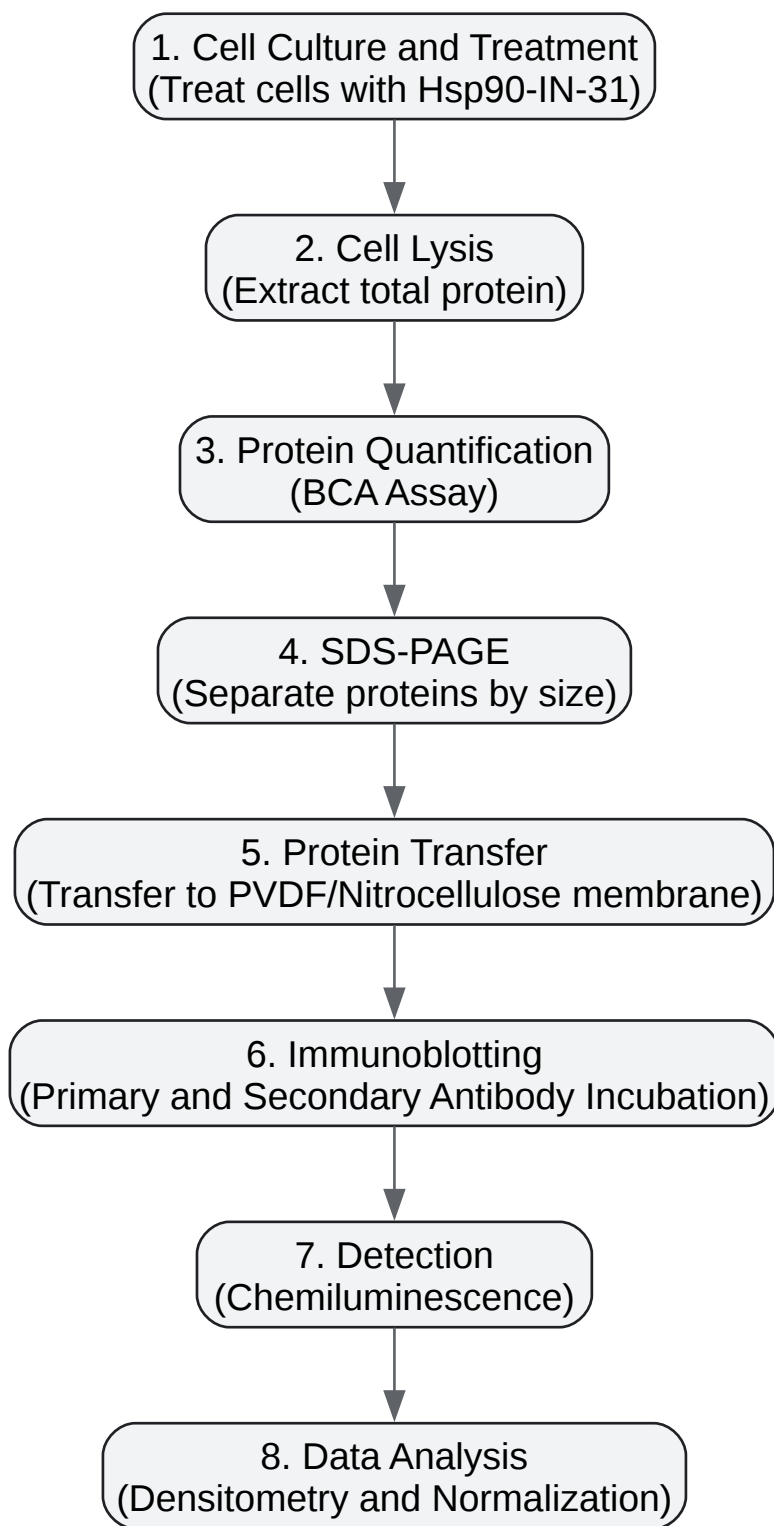 1. Cell Culture and Treatment
(Treat cells with Hsp90-IN-31)
2. Cell Lysis
(Extract total protein)
3. Protein Quantification
(BCA Assay)
4. SDS-PAGE
(Separate proteins by size)
5. Protein Transfer
(Transfer to PVDF/Nitrocellulose membrane)
6. Immunoblotting
(Primary and Secondary Antibody Incubation)
7. Detection
(Chemiluminescence)
8. Data Analysis
(Densitometry and Normalization)